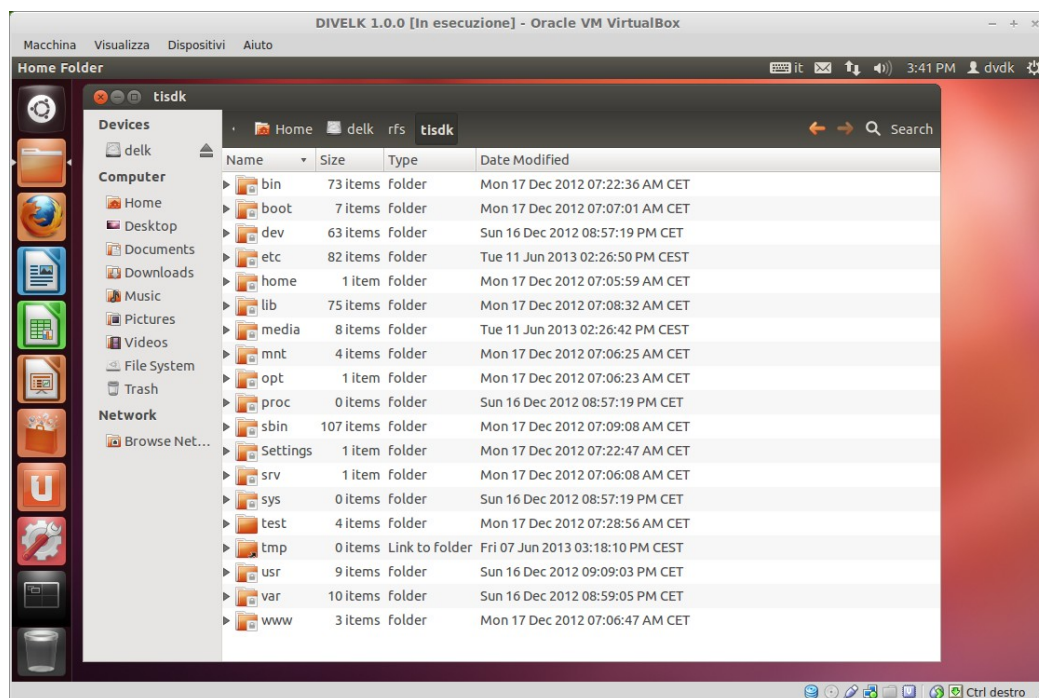 DIVELK 1.0.0 [In esecuzione] - Oracle VM VirtualBox
Macchina Visualizza Dispositivi Aiuto
Home Folder it 3:41 PM dvdk
tisdk
Devices
delk
Computer
Home
Desktop
Documents
Downloads
Music
Pictures
Videos
File System
Trash
Network
Browse Net...
Home delk rfs tisdk Search
Name Size Type Date Modified
bin 73 items folder Mon 17 Dec 2012 07:22:36 AM CET
boot 7 items folder Mon 17 Dec 2012 07:07:01 AM CET
dev 63 items folder Sun 16 Dec 2012 08:57:19 PM CET
etc 82 items folder Tue 11 Jun 2013 02:26:50 PM CEST
home 1 item folder Mon 17 Dec 2012 07:05:59 AM CET
lib 75 items folder Mon 17 Dec 2012 07:08:32 AM CET
media 8 items folder Tue 11 Jun 2013 02:26:42 PM CEST
mnt 4 items folder Mon 17 Dec 2012 07:06:25 AM CET
opt 1 item folder Mon 17 Dec 2012 07:06:23 AM CET
proc 0 items folder Sun 16 Dec 2012 08:57:19 PM CET
sbin 107 items folder Mon 17 Dec 2012 07:09:08 AM CET
Settings 1 item folder Mon 17 Dec 2012 07:22:47 AM CET
srv 1 item folder Mon 17 Dec 2012 07:06:08 AM CET
sys 0 items folder Sun 16 Dec 2012 08:57:19 PM CET
test 4 items folder Mon 17 Dec 2012 07:28:56 AM CET
tmp 0 items Link to folder Fri 07 Jun 2013 03:18:10 PM CEST
usr 9 items folder Sun 16 Dec 2012 09:09:03 PM CET
var 10 items folder Sun 16 Dec 2012 08:59:05 PM CET
www 3 items folder Mon 17 Dec 2012 07:06:47 AM CET
Ctrl destro